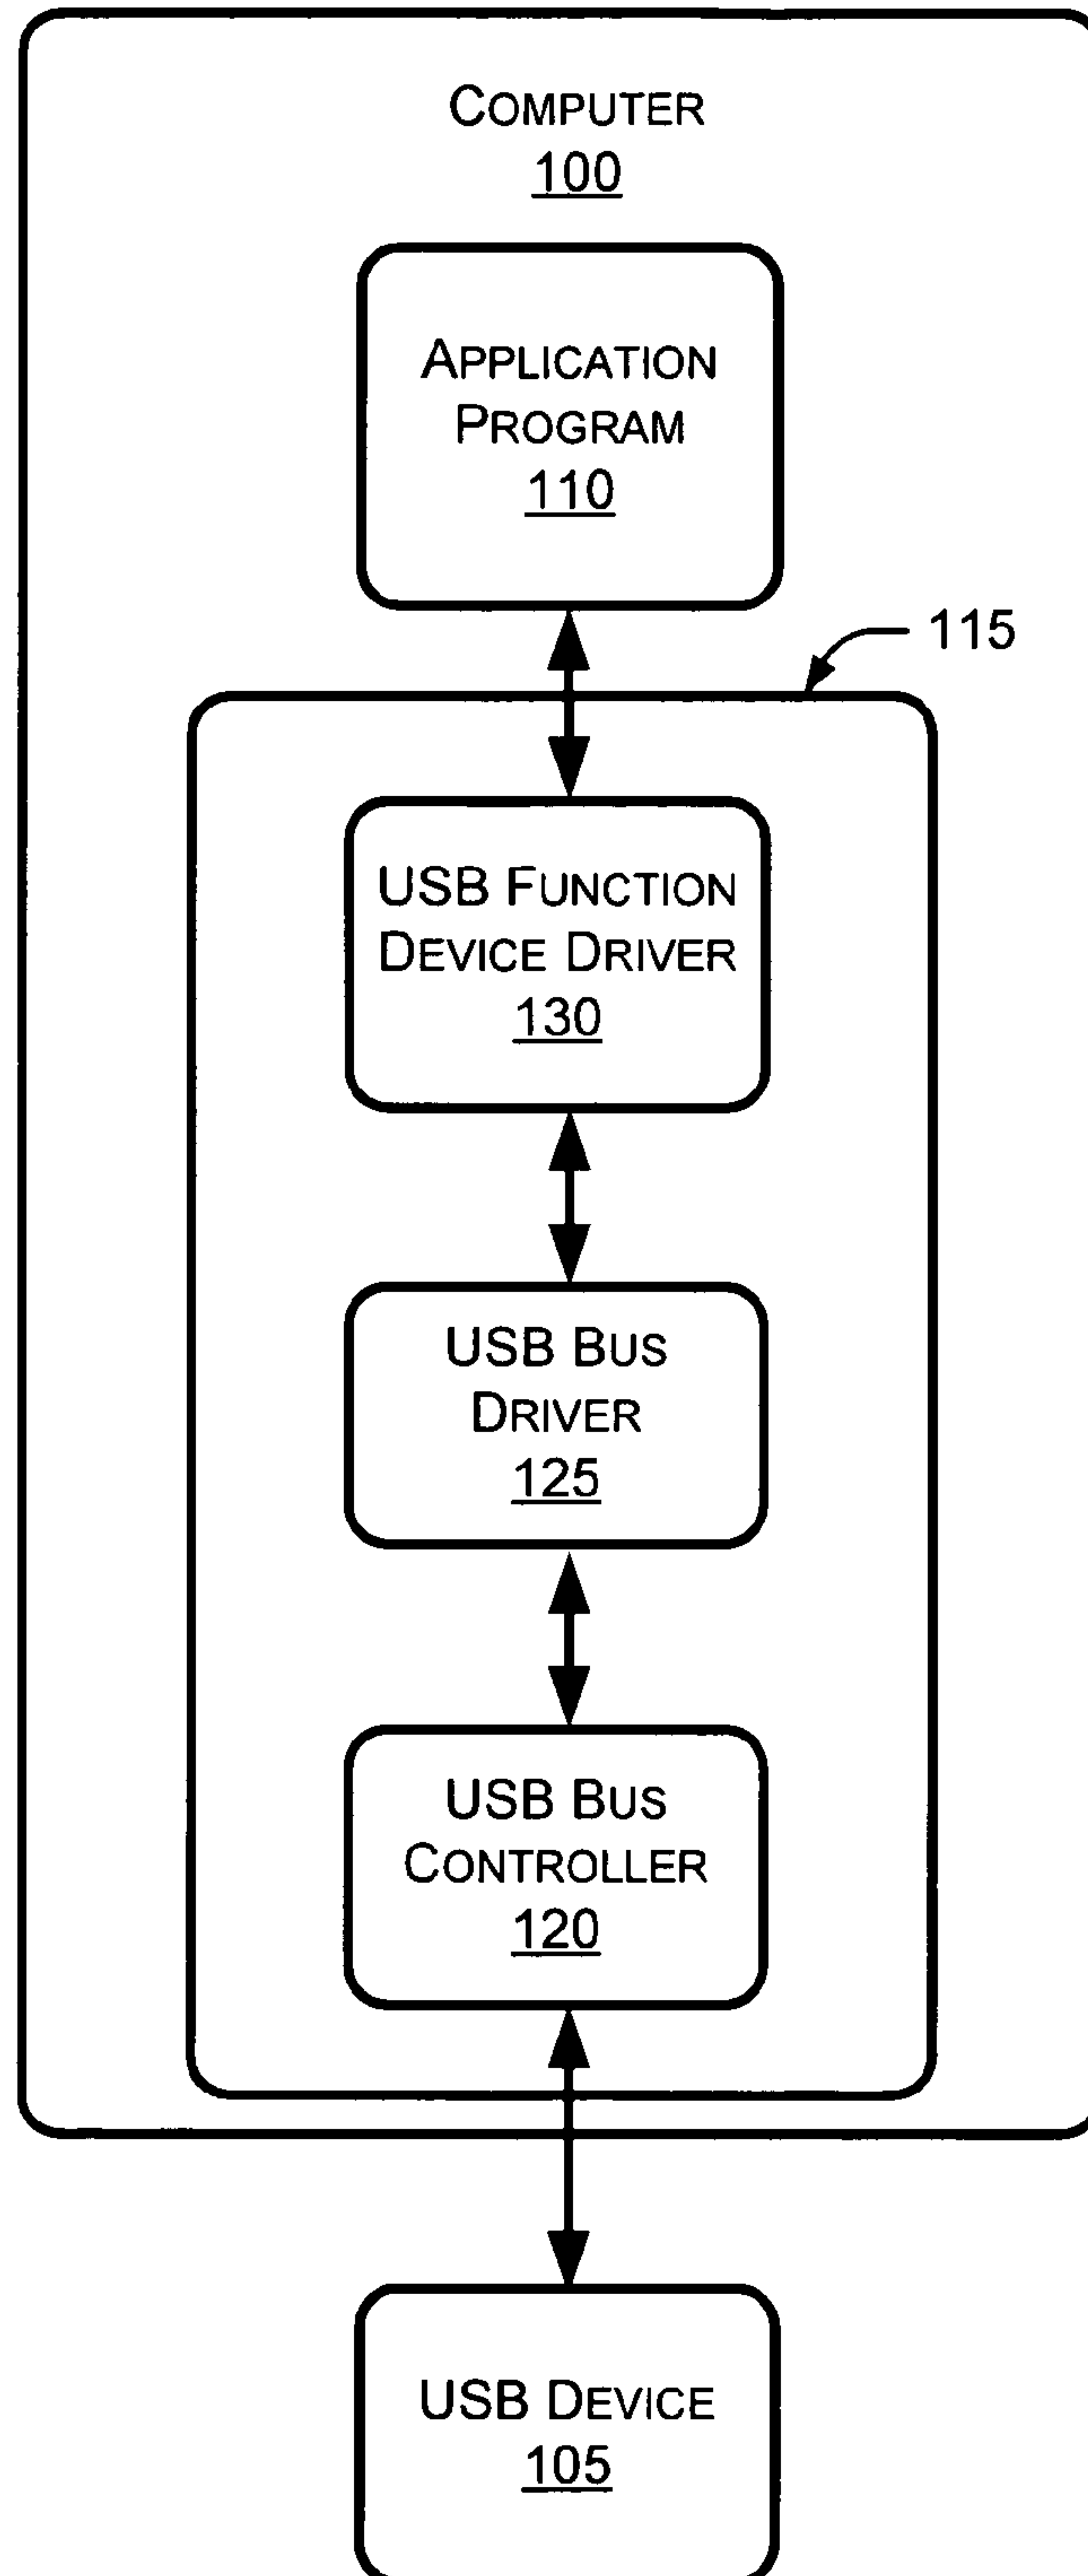 COMPUTER
100
APPLICATION
PROGRAM
110
115
USB FUNCTION
DEVICE DRIVER
130
USB BUS
DRIVER
125
USB BUS
CONTROLLER
120
USB DEVICE
105